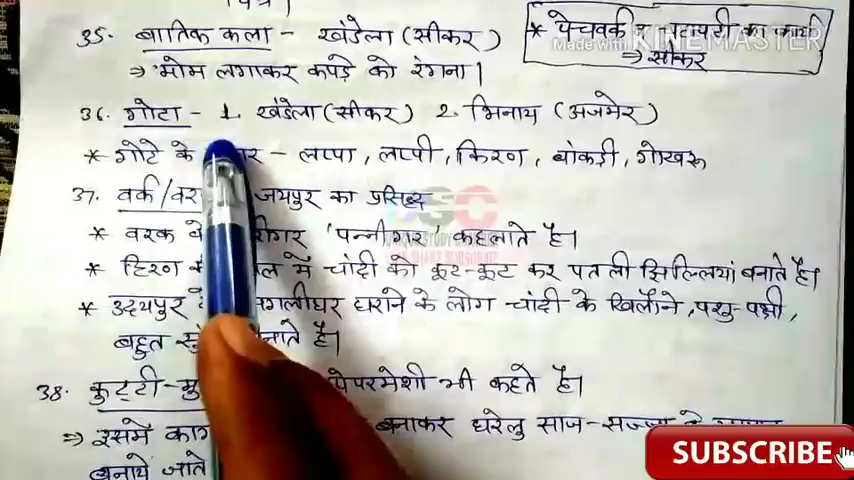 35. बातिक कला - खंडेला (सीकर)
⇒ मोम लगाकर कपड़े को रंगना।
* पेचवर्क
⇒ सीकर
Made with KINEMASTER
36. गोटा - 1. खंडेला (सीकर) 2. भिनाय (अजमेर)
* गोटे के - लप्पा, लप्पी, किरण, बांकडी, गोखरू
37. वर्क/वर जयपुर का प्रसिद्ध
* वरक 'पन्नीगर' कहलाते है।
* हिरण में चांदी को कूट-कूट कर पतली झिल्लियां बनाते है।
* उदयपुर घराने के लोग चांदी के खिलौने, पशु-पक्षी,
बहुत है।
38. कुट्टी- पेपरमेशी भी कहते है।
⇒ इसमें बनाकर घरेलु साज-सज्जा
बनाये जाते
SUBSCRIBE